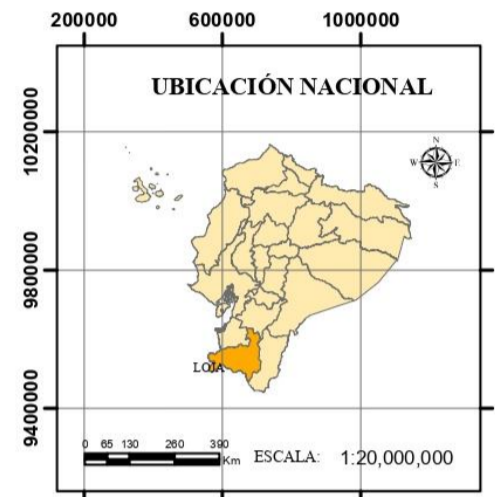 200000 600000 1000000
UBICACIÓN NACIONAL
10200000
N
W E
S
9800000
LOJA
9400000
0 65 130 260 390
Km
ESCALA: 1:20,000,000